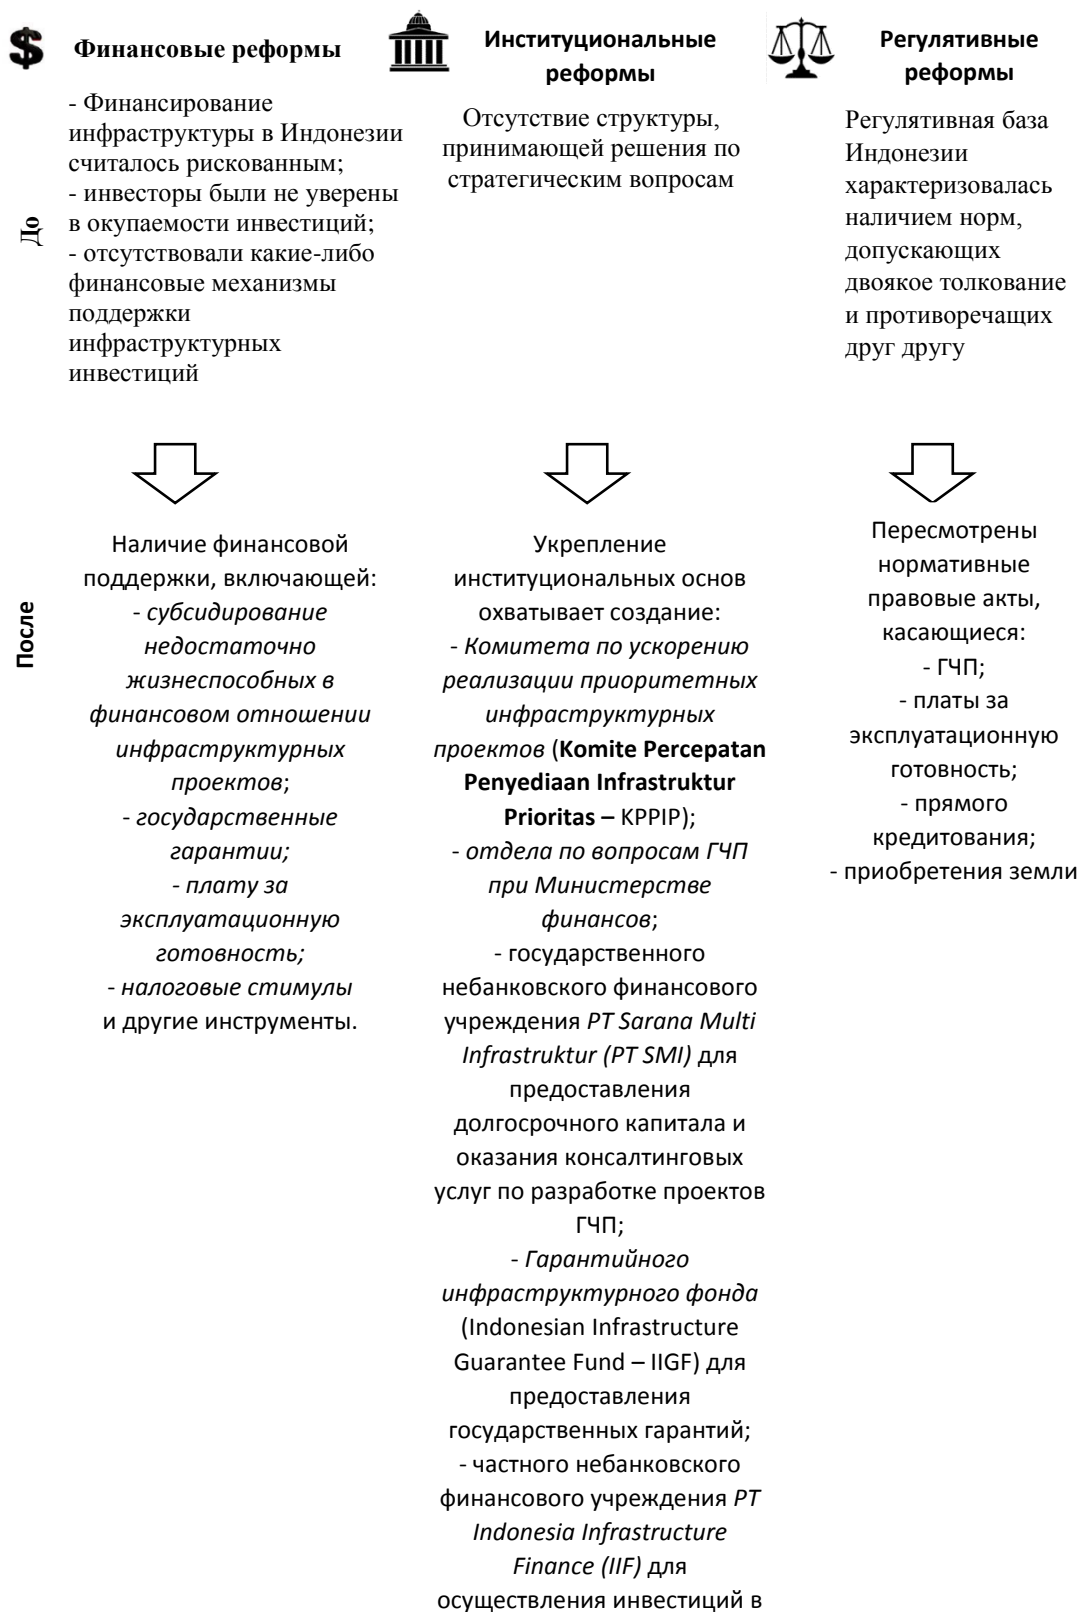 Финансовые реформы
Институциональные
реформы
Регулятивные
реформы
До
- Финансирование
инфраструктуры в Индонезии
считалось рискованным;
- инвесторы были не уверены
в окупаемости инвестиций;
- отсутствовали какие-либо
финансовые механизмы
поддержки
инфраструктурных
инвестиций
Отсутствие структуры,
принимающей решения по
стратегическим вопросам
Регулятивная база
Индонезии
характеризовалась
наличием норм,
допускающих
двоякое толкование
и противоречащих
друг другу
После
Наличие финансовой
поддержки, включающей:
- субсидирование
недостаточно
жизнеспособных в
финансовом отношении
инфраструктурных
проектов;
- государственные
гарантии;
- плату за
эксплуатационную
готовность;
- налоговые стимулы
и другие инструменты.
Укрепление
институциональных основ
охватывает создание:
- Комитета по ускорению
реализации приоритетных
инфраструктурных
проектов (Komite Percepatan
Penyediaan Infrastruktur
Prioritas – KPPIP);
- отдела по вопросам ГЧП
при Министерстве
финансов;
- государственного
небанковского финансового
учреждения PT Sarana Multi
Infrastruktur (PT SMI) для
предоставления
долгосрочного капитала и
оказания консалтинговых
услуг по разработке проектов
ГЧП;
- Гарантийного
инфраструктурного фонда
(Indonesian Infrastructure
Guarantee Fund – IIGF) для
предоставления
государственных гарантий;
- частного небанковского
финансового учреждения PT
Indonesia Infrastructure
Finance (IIF) для
осуществления инвестиций в
Пересмотрены
нормативные
правовые акты,
касающиеся:
- ГЧП;
- платы за
эксплуатационную
готовность;
- прямого
кредитования;
- приобретения земли